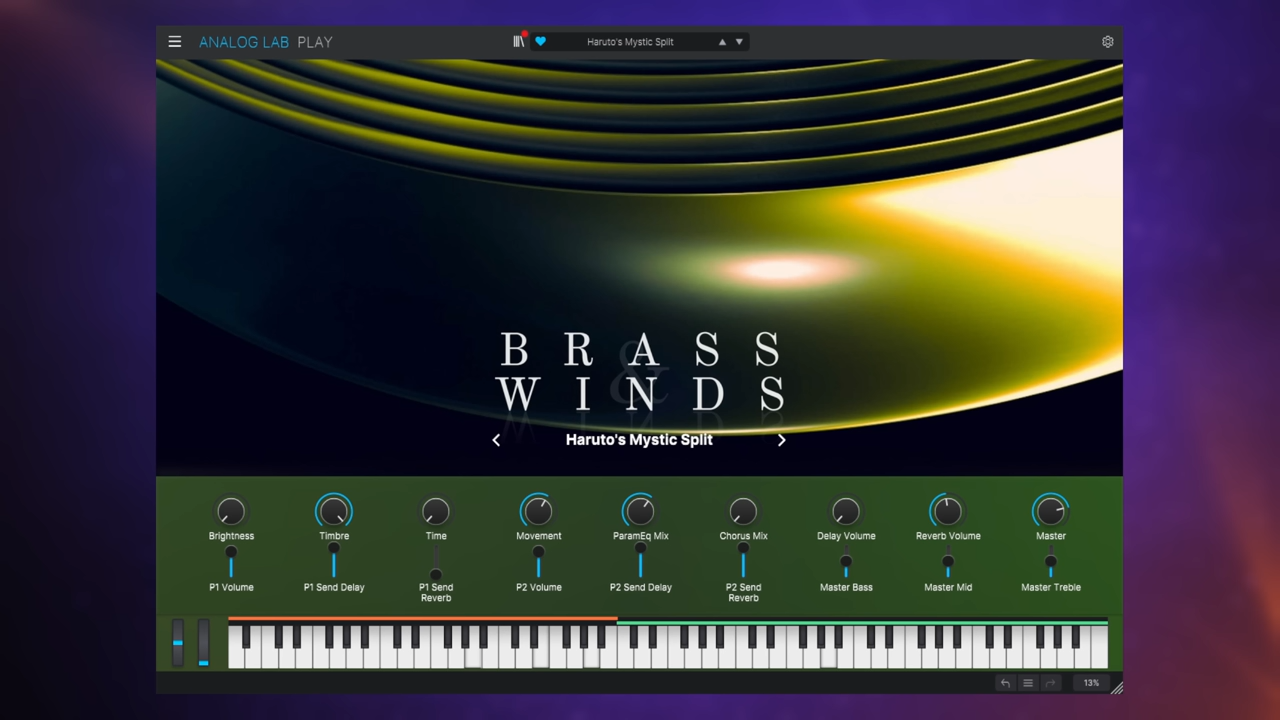 ANALOG LAB PLAY
Haruto's Mystic Split
BRASS
&
WINDS
Haruto's Mystic Split
Brightness Timbre Time Movement ParamEq Mix Chorus Mix Delay Volume Reverb Volume Master
P1 Volume P1 Send Delay P1 Send Reverb P2 Volume P2 Send Delay P2 Send Reverb Master Bass Master Mid Master Treble
13%